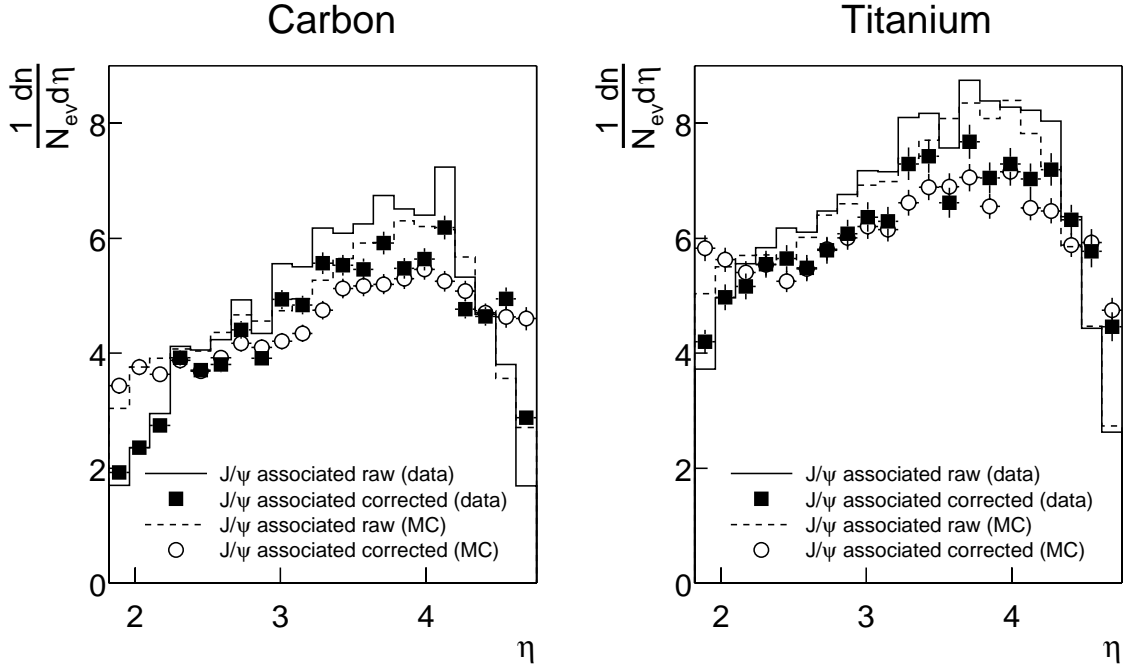 Carbon
1 dn
N_ev dη
8
6
4
2
0
J/ψ associated raw (data)
J/ψ associated corrected (data)
J/ψ associated raw (MC)
J/ψ associated corrected (MC)
2 3 4
η
Titanium
1 dn
N_ev dη
8
6
4
2
0
J/ψ associated raw (data)
J/ψ associated corrected (data)
J/ψ associated raw (MC)
J/ψ associated corrected (MC)
2 3 4
η